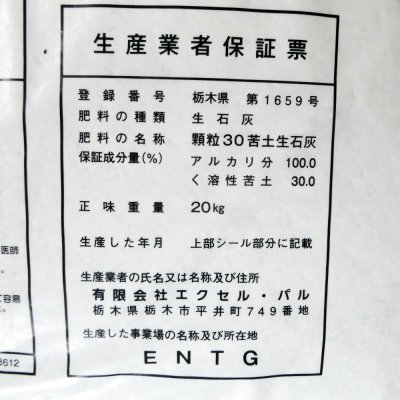 生産業者保証票
登録番号 栃木県 第1659号
肥料の種類 生石灰
肥料の名称 顆粒30苦土生石灰
保証成分量(%) アルカリ分 100.0
く溶性苦土 30.0
正味重量 20kg
生産した年月 上部シール部分に記載
生産業者の氏名又は名称及び住所
有限会社エクセル・パル
栃木県栃木市平井町749番地
生産した事業場の名称及び所在地
ENTG
医師
容易
3612